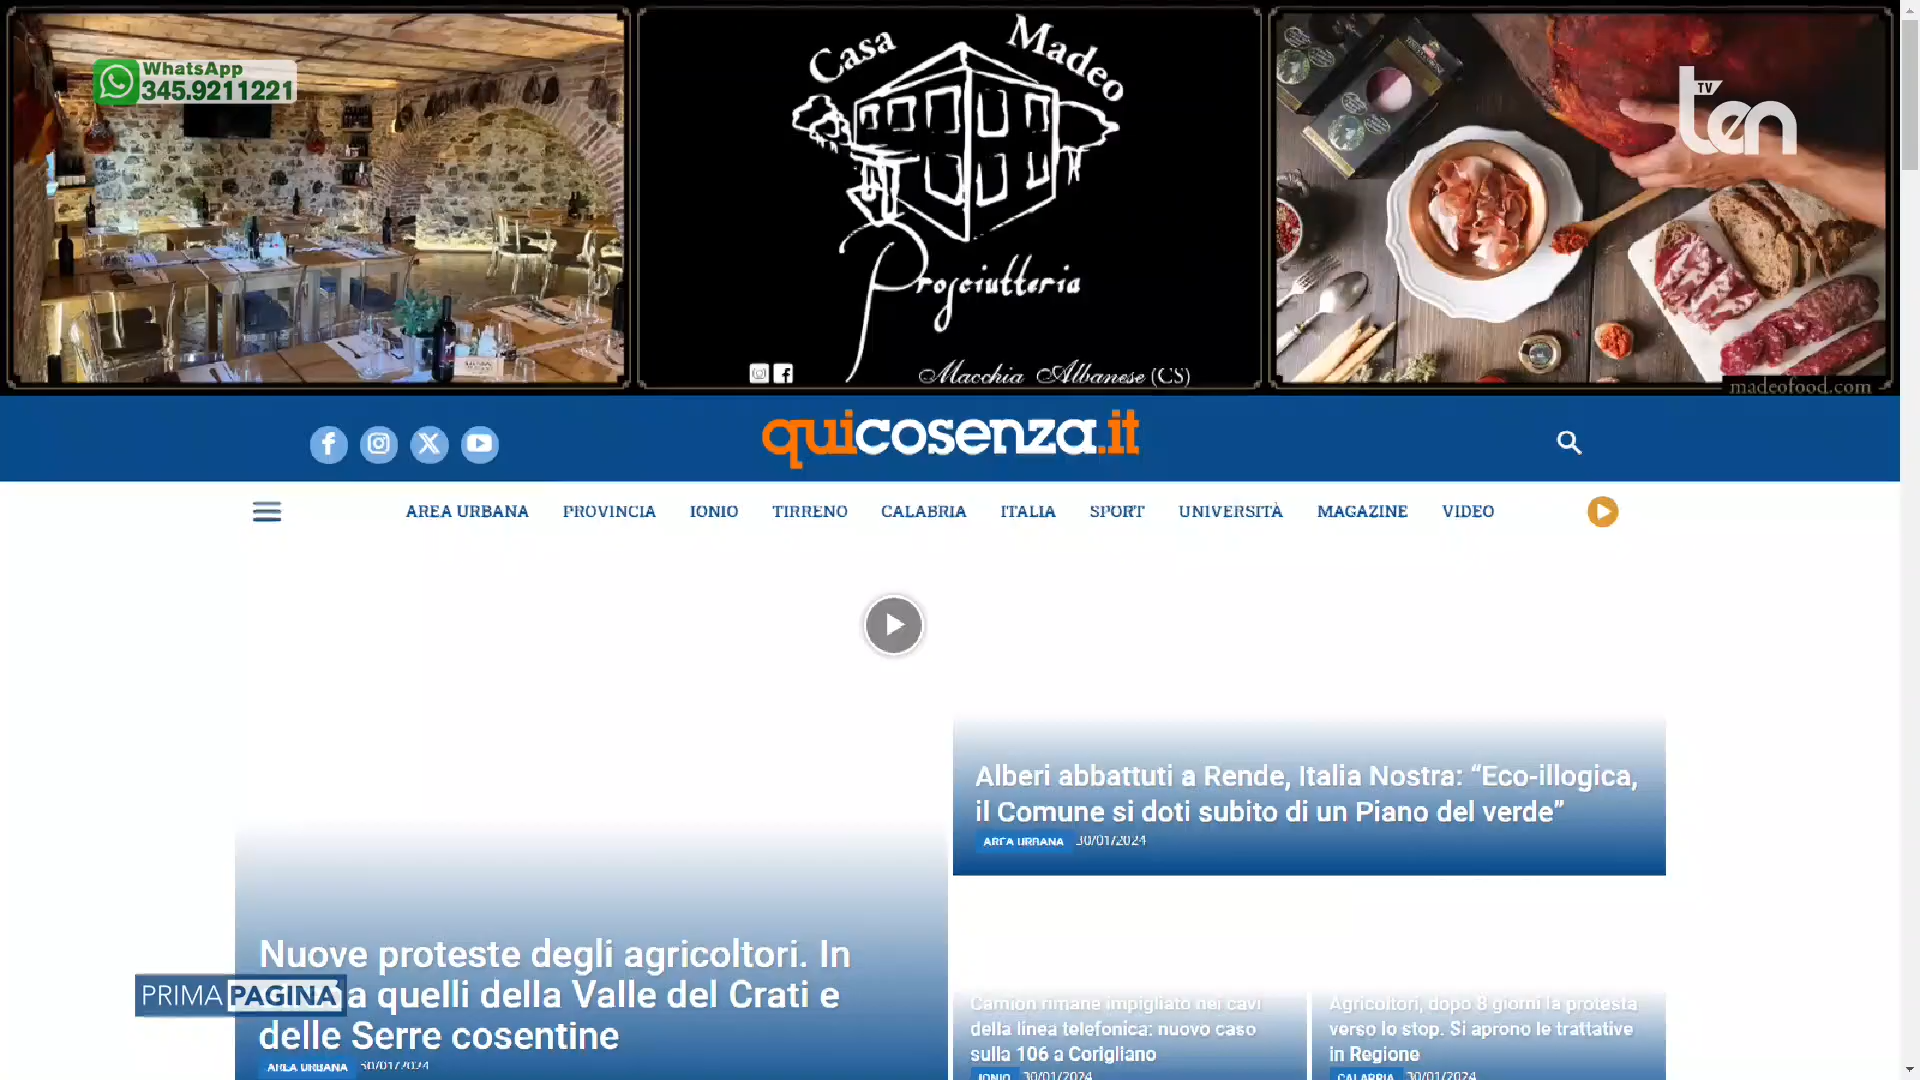 WhatsApp
345.9211221
Casa Madeo
Prosciutteria
Macchia Albanese (CS)
TV
ten
madeofood.com
quicosenza.it
AREA URBANA PROVINCIA IONIO TIRRENO CALABRIA ITALIA SPORT UNIVERSITÀ MAGAZINE VIDEO
Alberi abbattuti a Rende, Italia Nostra: “Eco-illogica,
il Comune si doti subito di un Piano del verde”
AREA URBANA 30/01/2024
Nuove proteste degli agricoltori. In
a quelli della Valle del Crati e
delle Serre cosentine
AREA URBANA 30/01/2024
PRIMA PAGINA
Camion rimane impigliato nei cavi
della linea telefonica: nuovo caso
sulla 106 a Corigliano
IONIO 30/01/2024
Agricoltori, dopo 8 giorni la protesta
verso lo stop. Si aprono le trattative
in Regione
CALABRIA 30/01/2024